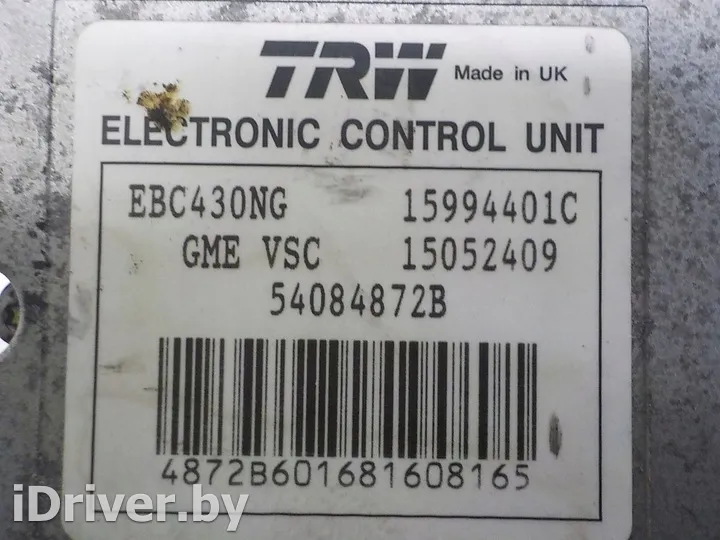 TRW Made in UK
ELECTRONIC CONTROL UNIT
EBC430NG 15994401C
GME VSC 15052409
54084872B
4872B601681608165
iDriver.by